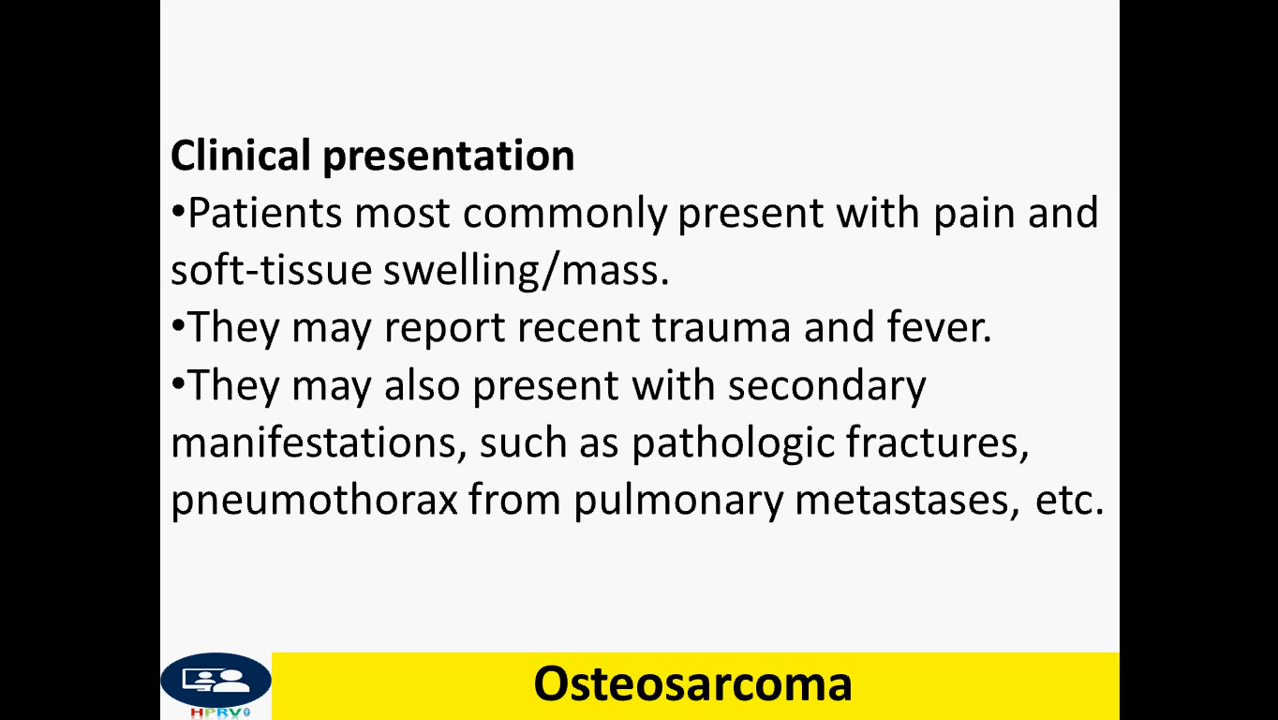 Clinical presentation
•Patients most commonly present with pain and
soft-tissue swelling/mass.
•They may report recent trauma and fever.
•They may also present with secondary
manifestations, such as pathologic fractures,
pneumothorax from pulmonary metastases, etc.
HPRV
Osteosarcoma